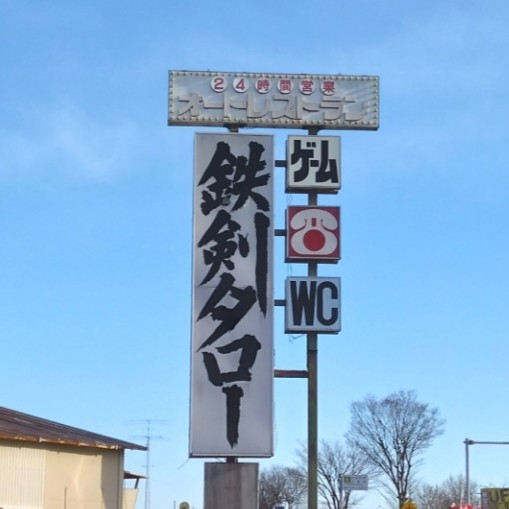 24時間営業
オートレストラン
鉄剣タロー
ゲーム
WC